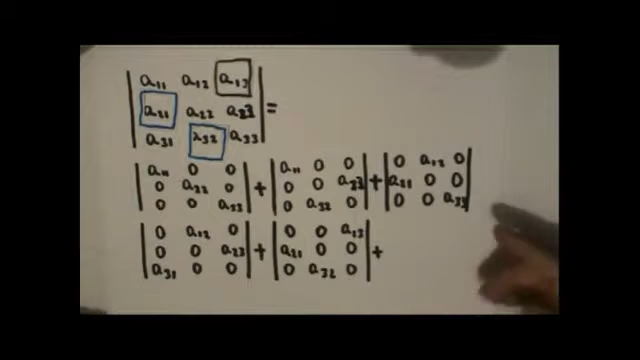 a11 a12 a13
a21 a22 a23 =
a31 a32 a33
a11 0 0 a11 0 0 0 a12 0
0 a22 0 + 0 0 a23 + a21 0 0
0 0 a33 0 a32 0 0 0 a33
0 a12 0 0 0 a13
0 0 a23 + a21 0 0 +
a31 0 0 0 a32 0